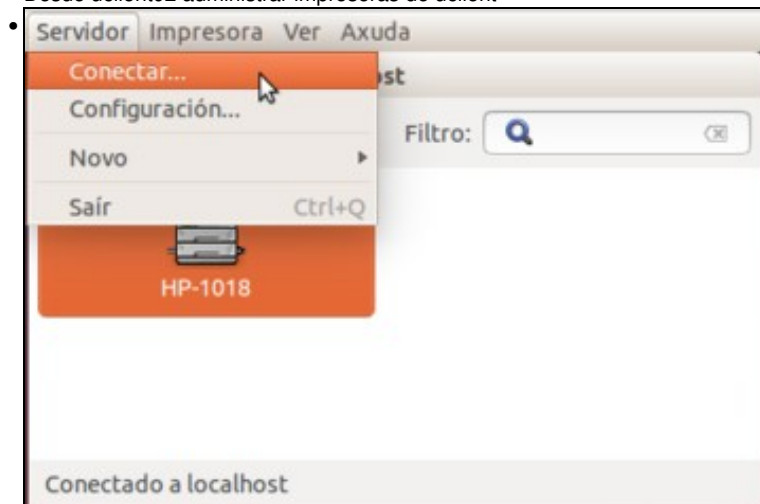 Servidor Impresora Ver Axuda
Conectar...
Configuración...
Novo
Saír Ctrl+Q
Filtro:
HP-1018
Conectado a localhost